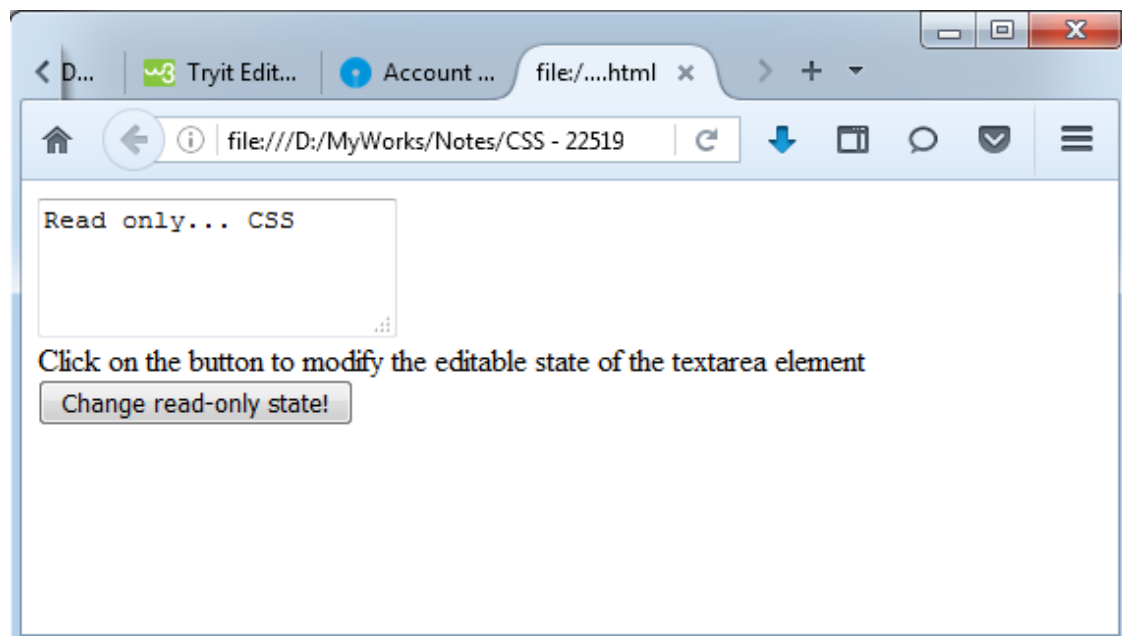 D...
w3 Tryit Edit...
Account ...
file:/....html
file:///D:/MyWorks/Notes/CSS - 22519
Read only... CSS
Click on the button to modify the editable state of the textarea element
Change read-only state!